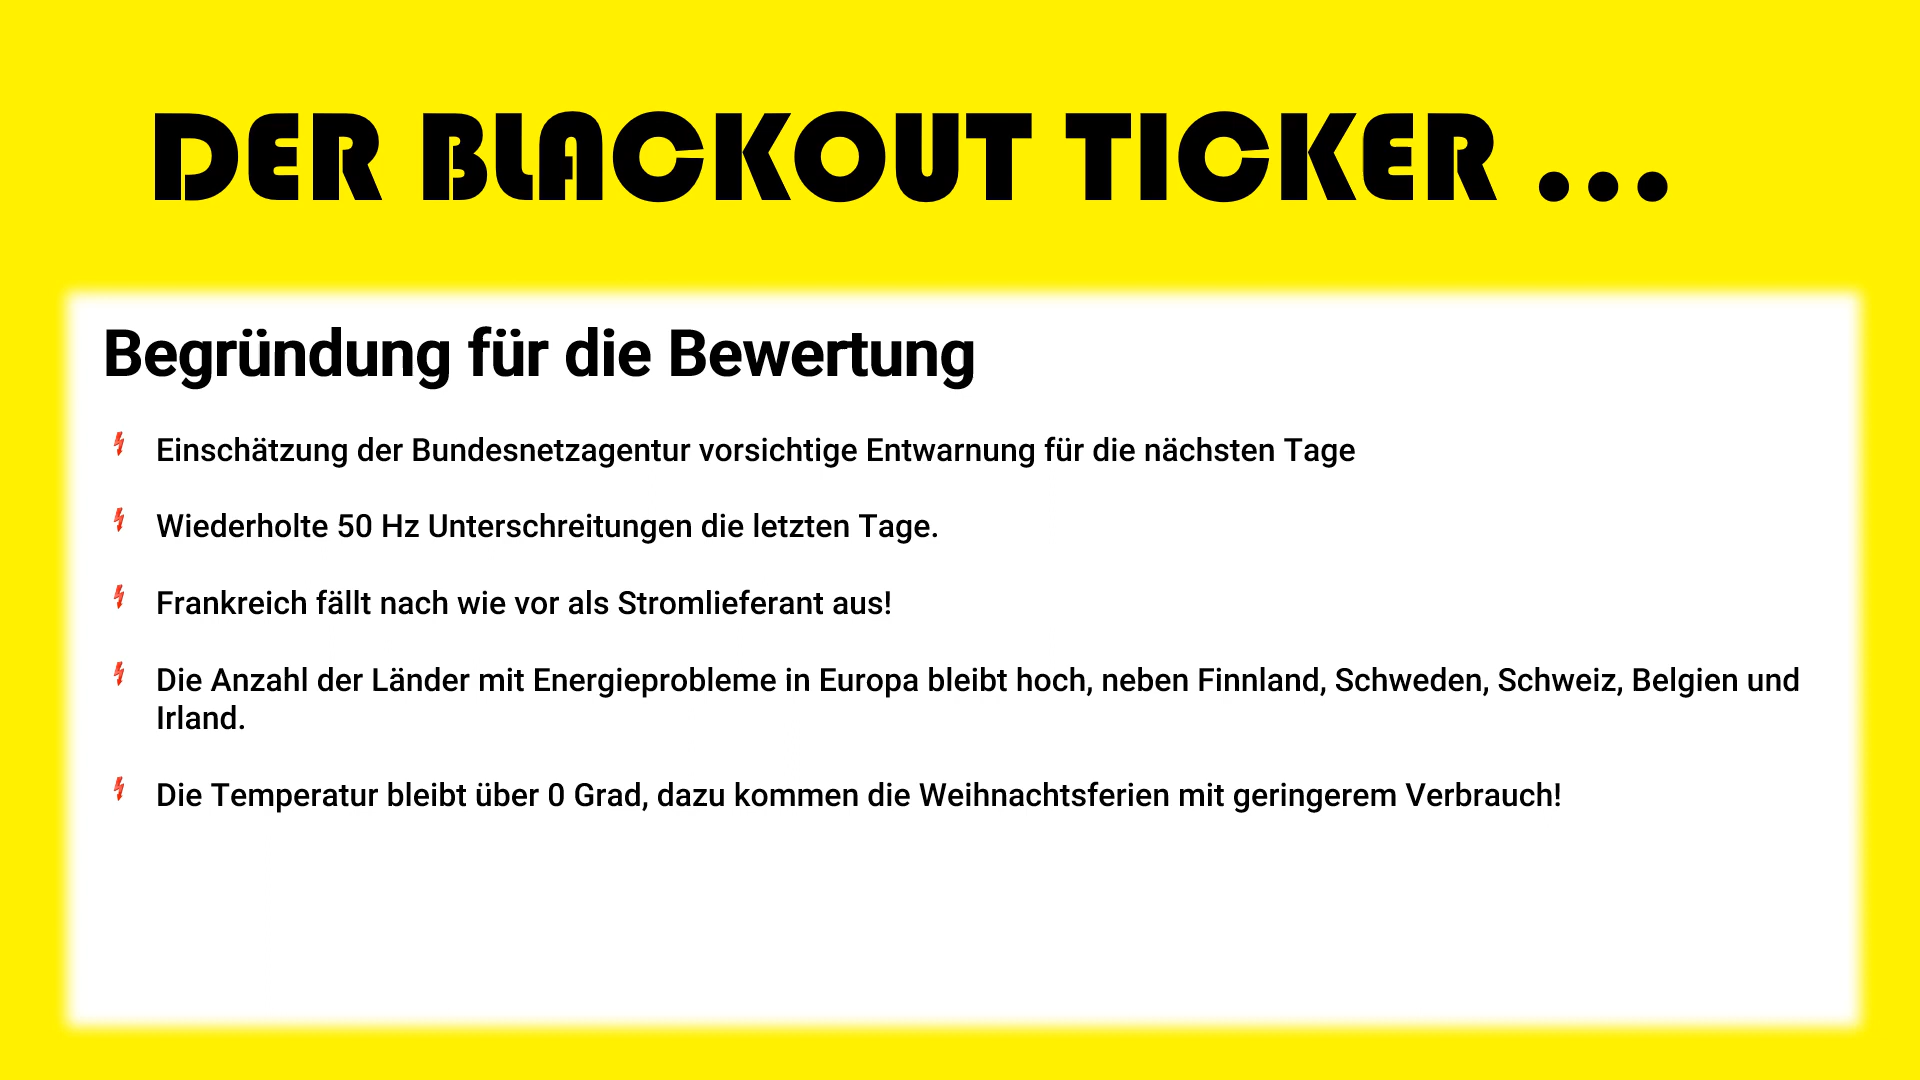 DER BLACKOUT TICKER ...
Begründung für die Bewertung
Einschätzung der Bundesnetzagentur vorsichtige Entwarnung für die nächsten Tage
Wiederholte 50 Hz Unterschreitungen die letzten Tage.
Frankreich fällt nach wie vor als Stromlieferant aus!
Die Anzahl der Länder mit Energieprobleme in Europa bleibt hoch, neben Finnland, Schweden, Schweiz, Belgien und
Irland.
Die Temperatur bleibt über 0 Grad, dazu kommen die Weihnachtsferien mit geringerem Verbrauch!